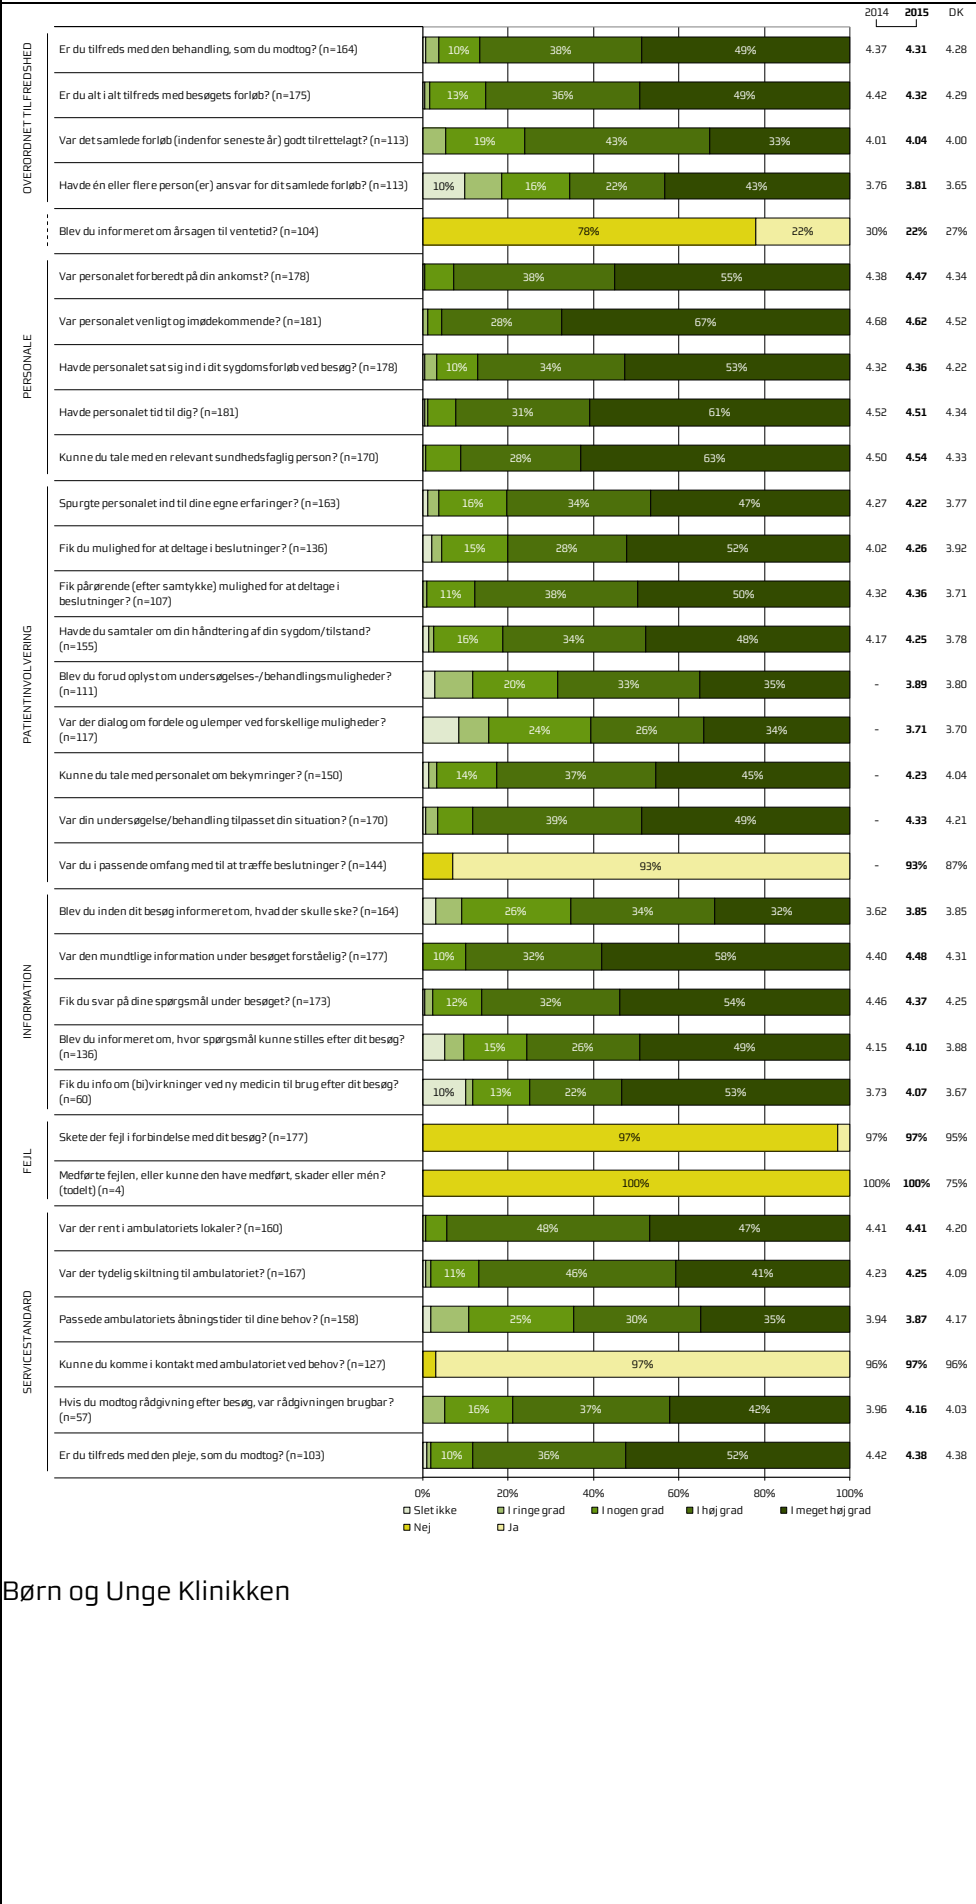 2014 2015 DK
OVERORDNET TILFREDSHED
Er du tilfreds med den behandling, som du modtog? (n=164) 10% 38% 49% 4.37 4.31 4.28
Er du alt i alt tilfreds med besøgets forløb? (n=175) 13% 36% 49% 4.42 4.32 4.29
Var det samlede forløb (indenfor seneste år) godt tilrettelagt? (n=113) 19% 43% 33% 4.01 4.04 4.00
Havde én eller flere person(er) ansvar for dit samlede forløb? (n=113) 10% 16% 22% 43% 3.76 3.81 3.65
Blev du informeret om årsagen til ventetid? (n=104) 78% 22% 30% 22% 27%
PERSONALE
Var personalet forberedt på din ankomst? (n=178) 38% 55% 4.38 4.47 4.34
Var personalet venligt og imødekommende? (n=181) 28% 67% 4.68 4.62 4.52
Havde personalet sat sig ind i dit sygdomsforløb ved besøg? (n=178) 10% 34% 53% 4.32 4.36 4.22
Havde personalet tid til dig? (n=181) 31% 61% 4.52 4.51 4.34
Kunne du tale med en relevant sundhedsfaglig person? (n=170) 28% 63% 4.50 4.54 4.33
PATIENTINVOLVERING
Spurgte personalet ind til dine egne erfaringer? (n=163) 16% 34% 47% 4.27 4.22 3.77
Fik du mulighed for at deltage i beslutninger? (n=136) 15% 28% 52% 4.02 4.26 3.92
Fik pårørende (efter samtykke) mulighed for at deltage i
beslutninger? (n=107) 11% 38% 50% 4.32 4.36 3.71
Havde du samtaler om din håndtering af din sygdom/tilstand?
(n=155) 16% 34% 48% 4.17 4.25 3.78
Blev du forud oplyst om undersøgelses-/behandlingsmuligheder?
(n=111) 20% 33% 35% - 3.89 3.80
Var der dialog om fordele og ulemper ved forskellige muligheder?
(n=117) 24% 26% 34% - 3.71 3.70
Kunne du tale med personalet om bekymringer? (n=150) 14% 37% 45% - 4.23 4.04
Var din undersøgelse/behandling tilpasset din situation? (n=170) 39% 49% - 4.33 4.21
Var du i passende omfang med til at træffe beslutninger? (n=144) 93% - 93% 87%
INFORMATION
Blev du inden dit besøg informeret om, hvad der skulle ske? (n=164) 26% 34% 32% 3.62 3.85 3.85
Var den mundtlige information under besøget forståelig? (n=177) 10% 32% 58% 4.40 4.48 4.31
Fik du svar på dine spørgsmål under besøget? (n=173) 12% 32% 54% 4.46 4.37 4.25
Blev du informeret om, hvor spørgsmål kunne stilles efter dit besøg?
(n=136) 15% 26% 49% 4.15 4.10 3.88
Fik du info om (bi)virkninger ved ny medicin til brug efter dit besøg?
(n=60) 10% 13% 22% 53% 3.73 4.07 3.67
FEJL
Skete der fejl i forbindelse med dit besøg? (n=177) 97% 97% 97% 95%
Medførte fejlen, eller kunne den have medført, skader eller mén?
(todelt) (n=4) 100% 100% 100% 75%
SERVICESTANDARD
Var der rent i ambulatoriets lokaler? (n=160) 48% 47% 4.41 4.41 4.20
Var der tydelig skiltning til ambulatoriet? (n=167) 11% 46% 41% 4.23 4.25 4.09
Passede ambulatoriets åbningstider til dine behov? (n=158) 25% 30% 35% 3.94 3.87 4.17
Kunne du komme i kontakt med ambulatoriet ved behov? (n=127) 97% 96% 97% 96%
Hvis du modtog rådgivning efter besøg, var rådgivningen brugbar?
(n=57) 16% 37% 42% 3.96 4.16 4.03
Er du tilfreds med den pleje, som du modtog? (n=103) 10% 36% 52% 4.42 4.38 4.38
0% 20% 40% 60% 80% 100%
Slet ikke I ringe grad I nogen grad I høj grad I meget høj grad
Nej Ja
Børn og Unge Klinikken